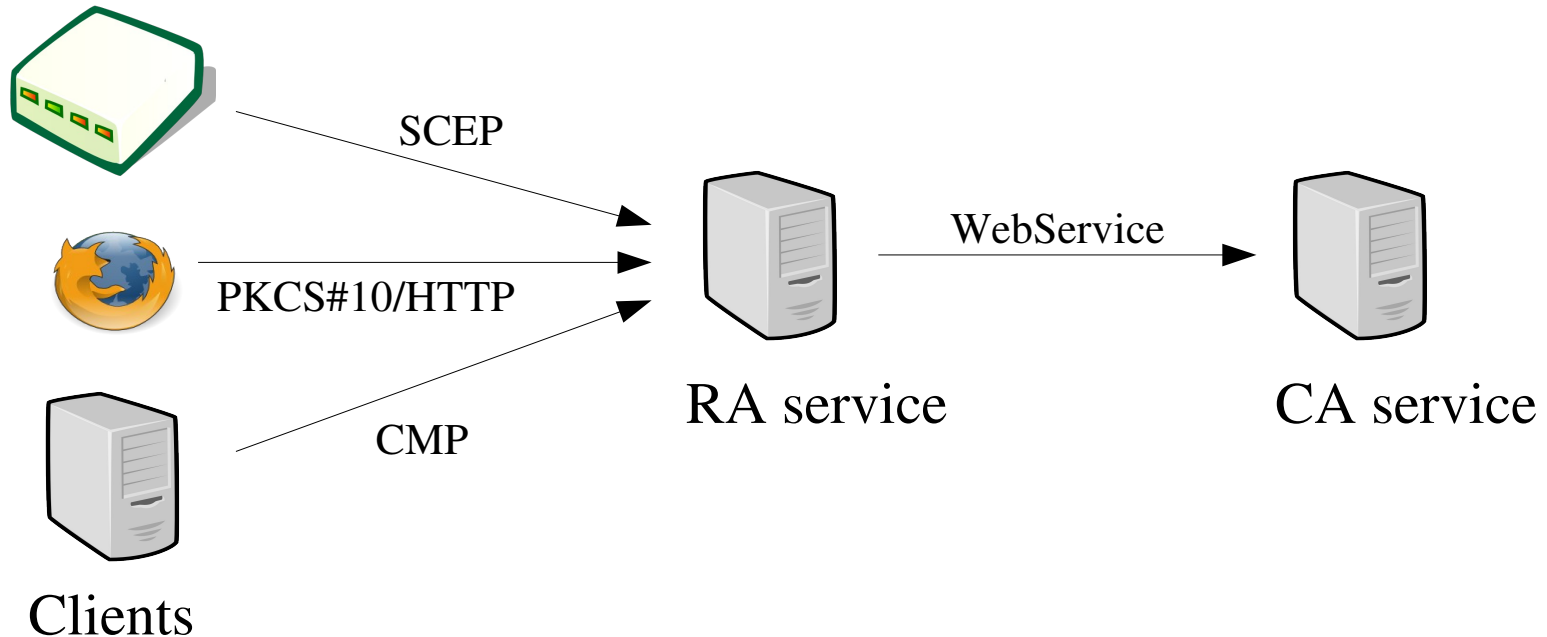 SCEP
WebService
PKCS#10/HTTP
RA service
CA service
CMP
Clients